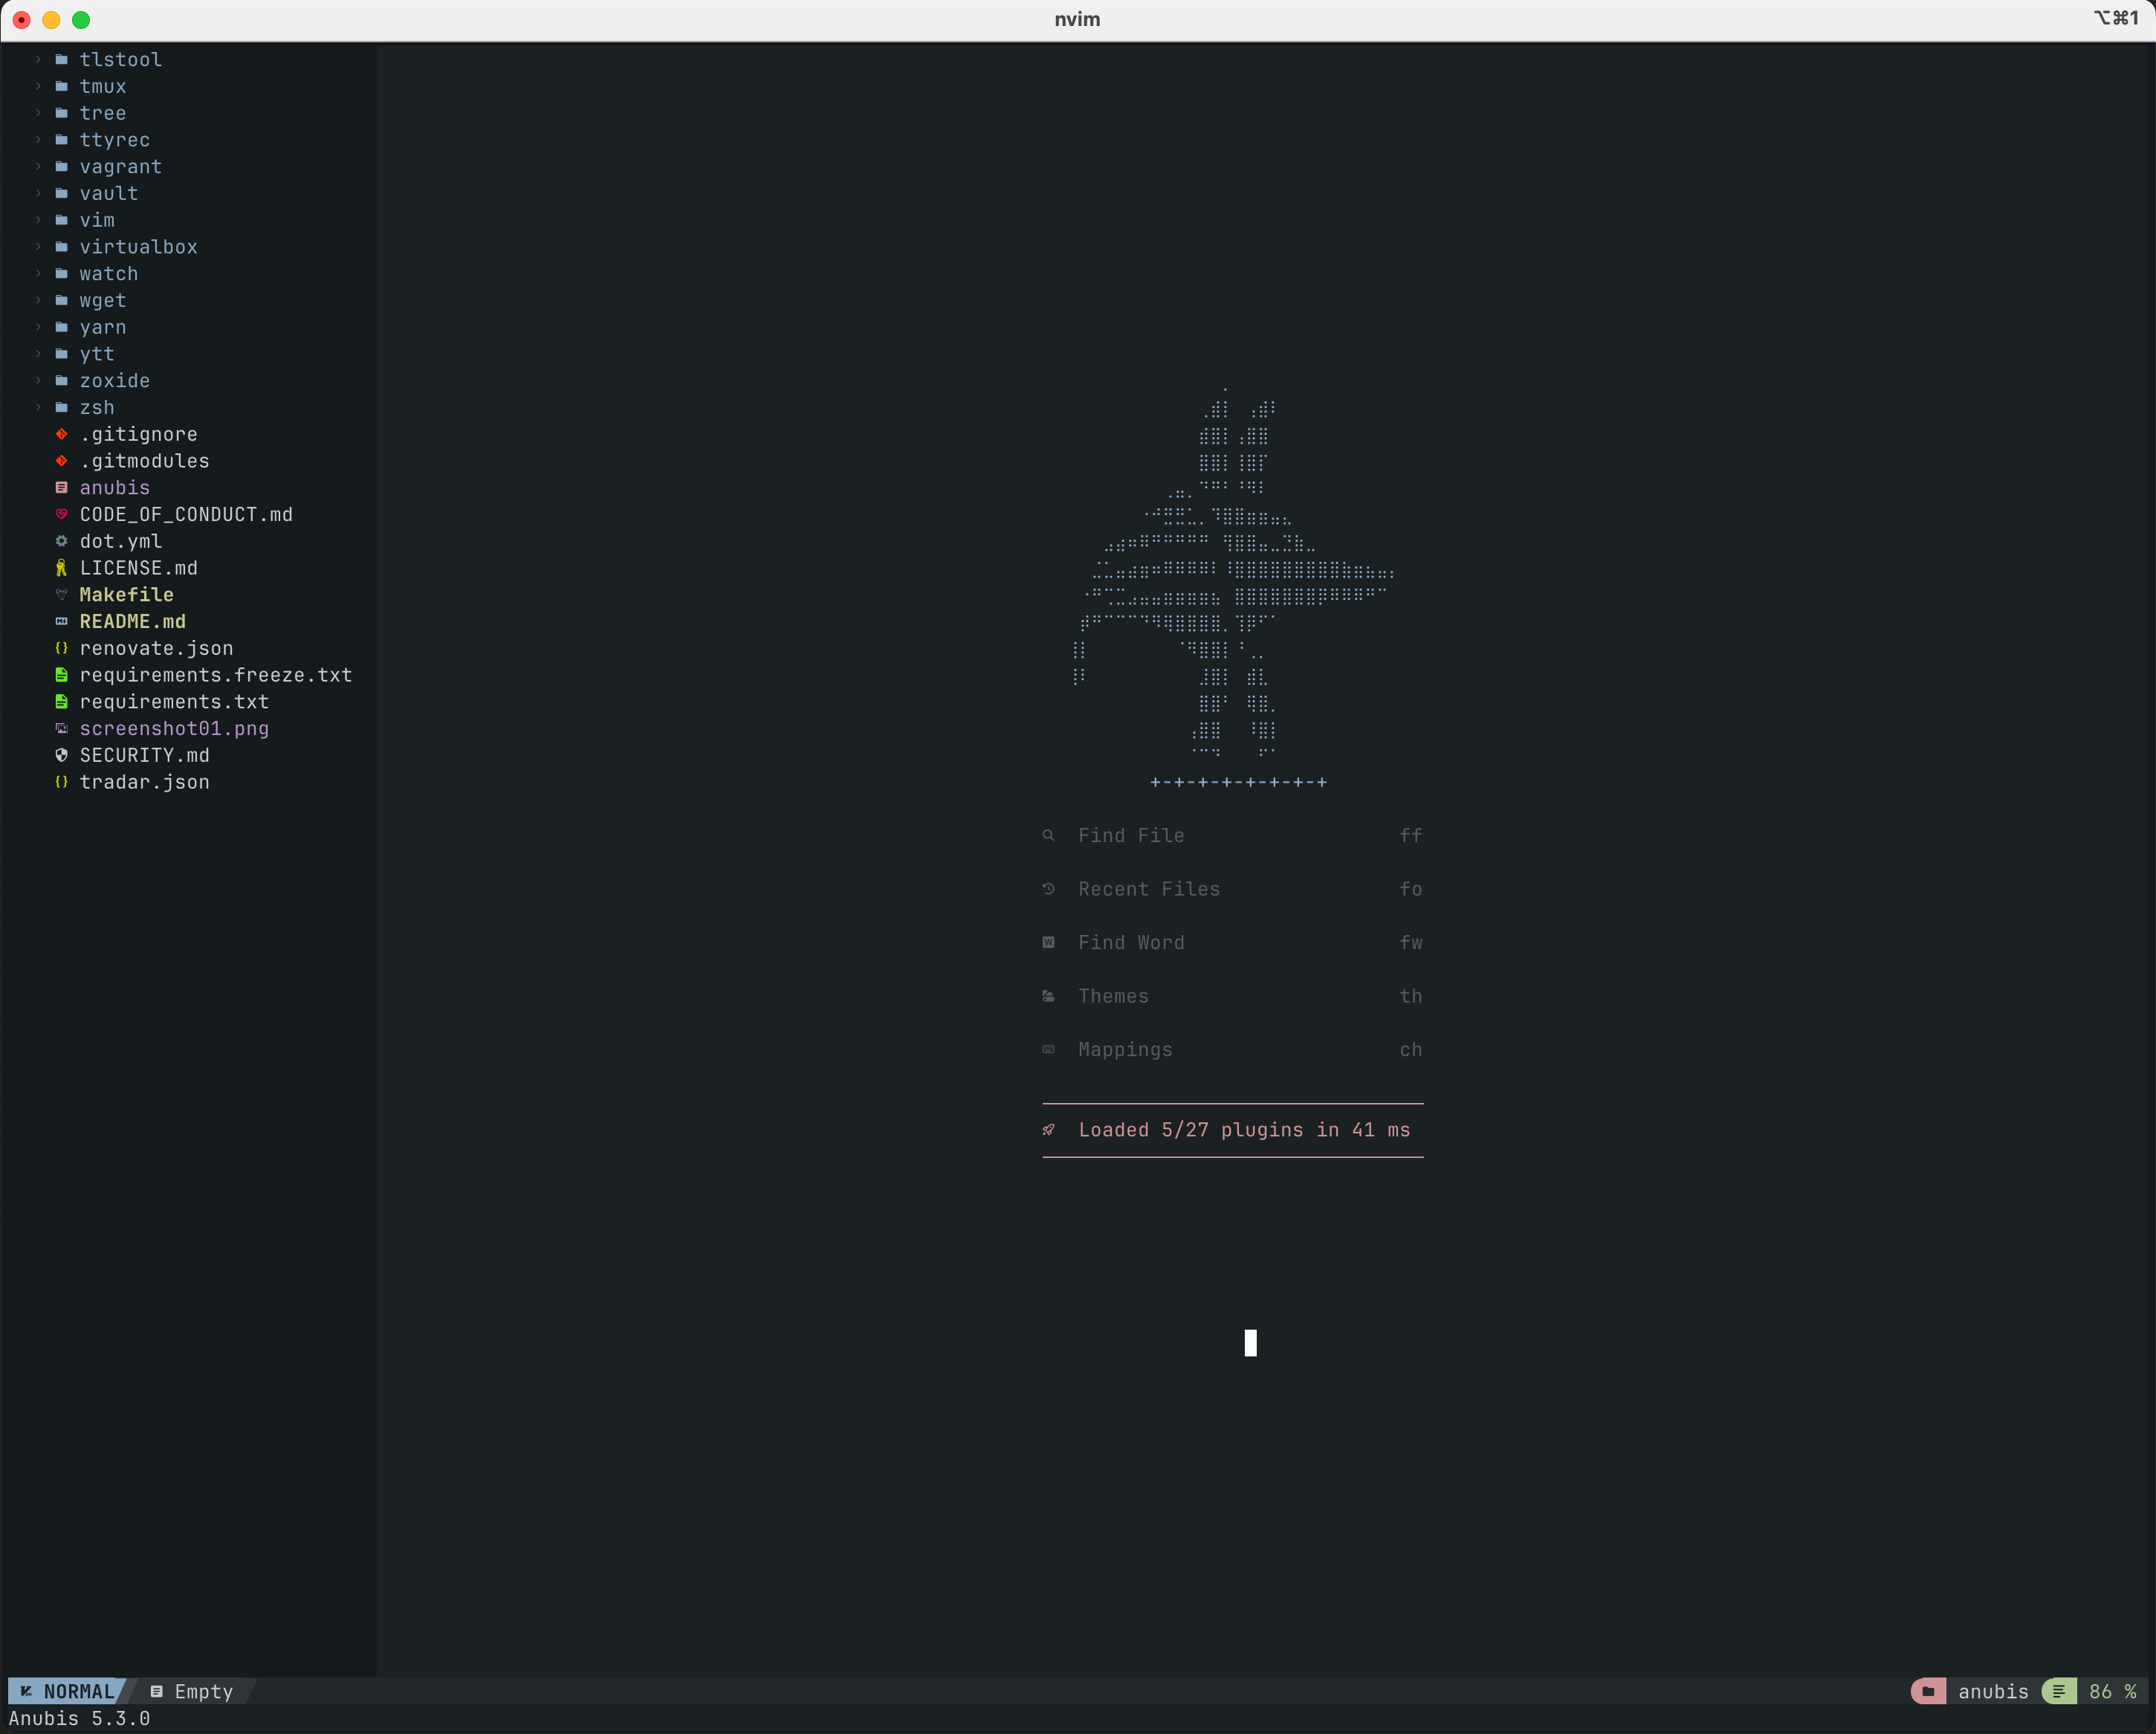 nvim
⌥⌘1
tlstool
tmux
tree
ttyrec
vagrant
vault
vim
virtualbox
watch
wget
yarn
ytt
zoxide
zsh
.gitignore
.gitmodules
anubis
CODE_OF_CONDUCT.md
dot.yml
LICENSE.md
Makefile
README.md
renovate.json
requirements.freeze.txt
requirements.txt
screenshot01.png
SECURITY.md
tradar.json
+-+-+-+-+-+-+-+
Find File ff
Recent Files fo
Find Word fw
Themes th
Mappings ch
Loaded 5/27 plugins in 41 ms
NORMAL Empty anubis 86 %
Anubis 5.3.0